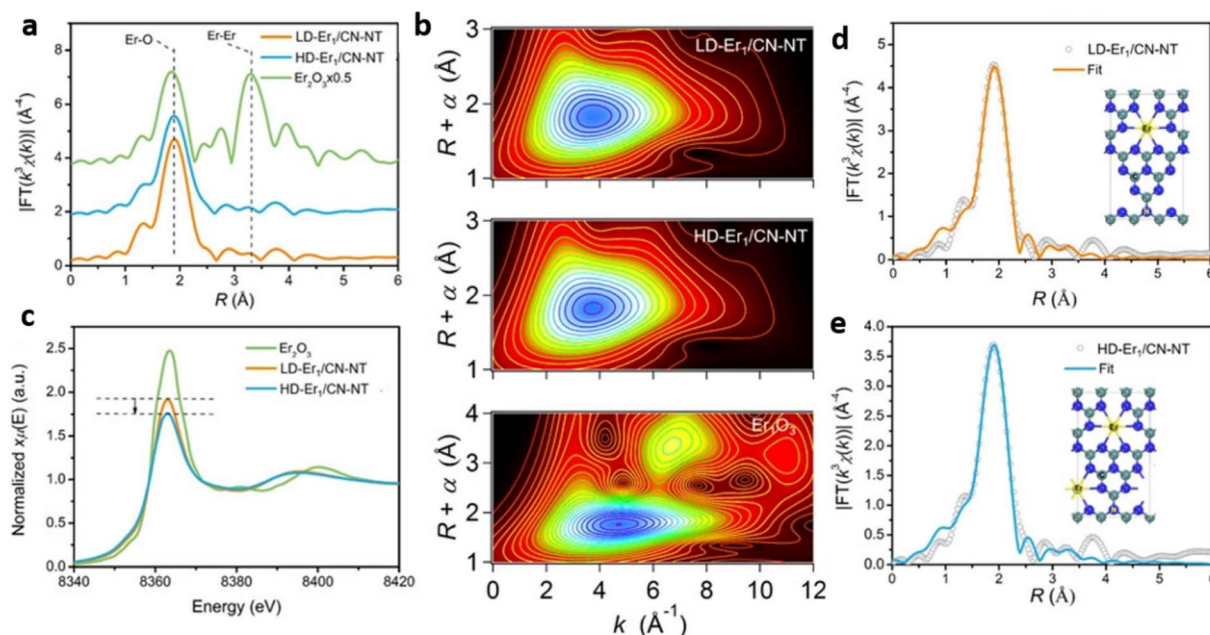 a
Er-O
Er-Er
LD-Er₁/CN-NT
HD-Er₁/CN-NT
Er₂O₃x0.5
|FT(k³χ(k))| (Å⁻⁴)
8
6
4
2
0
0 1 2 3 4 5 6
R (Å)
b
LD-Er₁/CN-NT
R + α (Å)
3
2
1
HD-Er₁/CN-NT
R + α (Å)
3
2
1
Er₁O₃
R + α (Å)
4
3
2
1
0 2 4 6 8 10 12
k (Å⁻¹)
c
Er₂O₃
LD-Er₁/CN-NT
HD-Er₁/CN-NT
Normalized xμ(E) (a.u.)
2.5
2.0
1.5
1.0
0.5
0.0
8340 8360 8380 8400 8420
Energy (eV)
d
LD-Er₁/CN-NT
Fit
Er
|FT(k³χ(k))| (Å⁻⁴)
5
4
3
2
1
0
0 1 2 3 4 5 6
R (Å)
e
HD-Er₁/CN-NT
Fit
Er
Er
|FT(k³χ(k))| (Å⁻⁴)
4.0
3.5
3.0
2.5
2.0
1.5
1.0
0.5
0.0
0 1 2 3 4 5 6
R (Å)